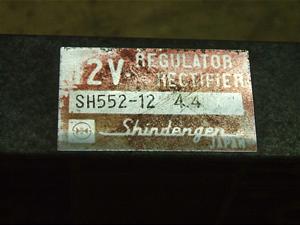 12V REGULATOR
RECTIFIER
SH552-12 4.4
Shindengen
JAPAN